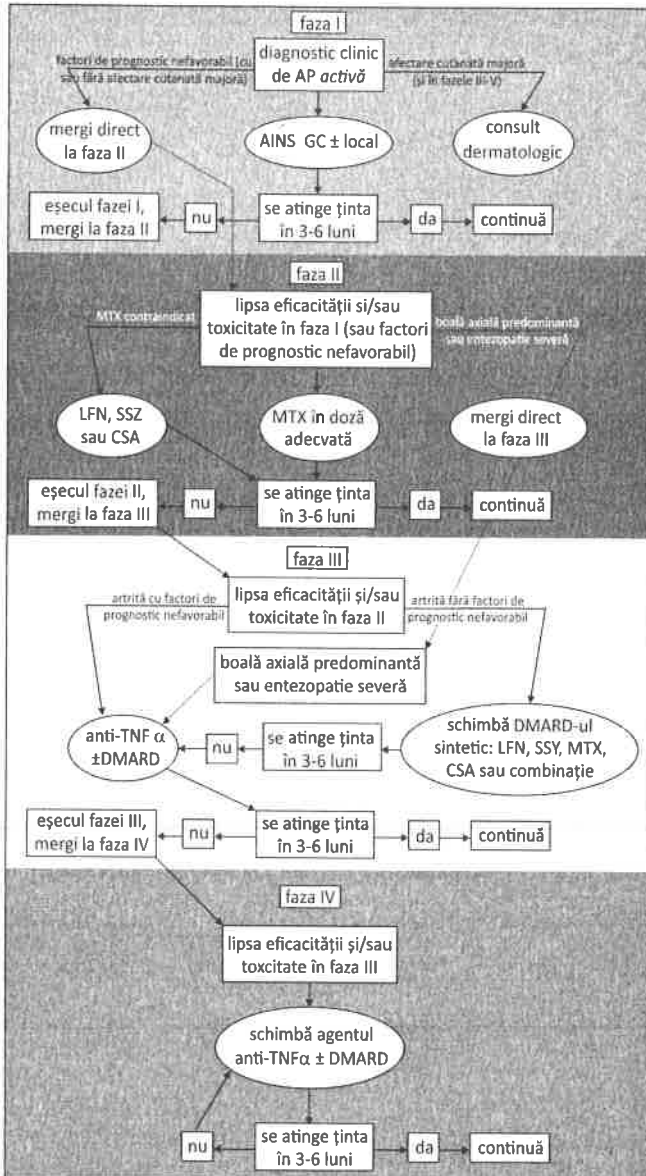 faza I
diagnostic clinic
de AP activă
factori de prognostic nefavorabil (cu
sau fără afectare cutanată majoră)
afectare cutanată majoră
(și în fazele III-V)
mergi direct
la faza II
AINS GC ± local
consult
dermatologic
eșecul fazei I,
mergi la faza II
nu
se atinge ținta
în 3-6 luni
da
continuă
faza II
lipsa eficacității si/sau
toxicitate în faza I (sau factori
de prognostic nefavorabil)
MTX contraindicat
boală axială predominantă
sau entezopatie severă
LFN, SSZ
sau CSA
MTX în doză
adecvată
mergi direct
la faza III
eșecul fazei II,
mergi la faza III
nu
se atinge ținta
în 3-6 luni
da
continuă
faza III
lipsa eficacității și/sau
toxicitate în faza II
artrită cu factori de
prognostic nefavorabil
artrită fără factori de
prognostic nefavorabil
boală axială predominantă
sau entezopatie severă
anti-TNF α
±DMARD
nu
se atinge ținta
în 3-6 luni
schimbă DMARD-ul
sintetic: LFN, SSY, MTX,
CSA sau combinație
eșecul fazei III,
mergi la faza IV
nu
se atinge ținta
în 3-6 luni
da
continuă
faza IV
lipsa eficacității și/sau
toxcitate în faza III
schimbă agentul
anti-TNFα ± DMARD
nu
se atinge ținta
în 3-6 luni
da
continuă